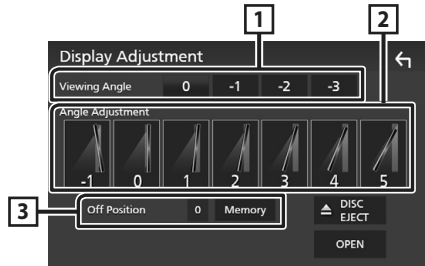 1 2
Display Adjustment
Viewing Angle 0 -1 -2 -3
Angle Adjustment
-1 0 1 2 3 4 5
3 Off Position 0 Memory DISC
EJECT
OPEN